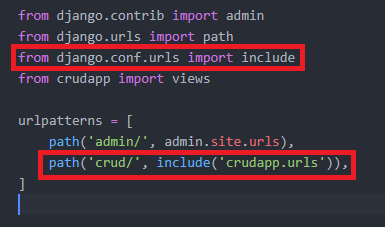 from django.contrib import admin
from django.urls import path
from django.conf.urls import include
from crudapp import views
urlpatterns = [
    path('admin/', admin.site.urls),
    path('crud/', include('crudapp.urls')),
]